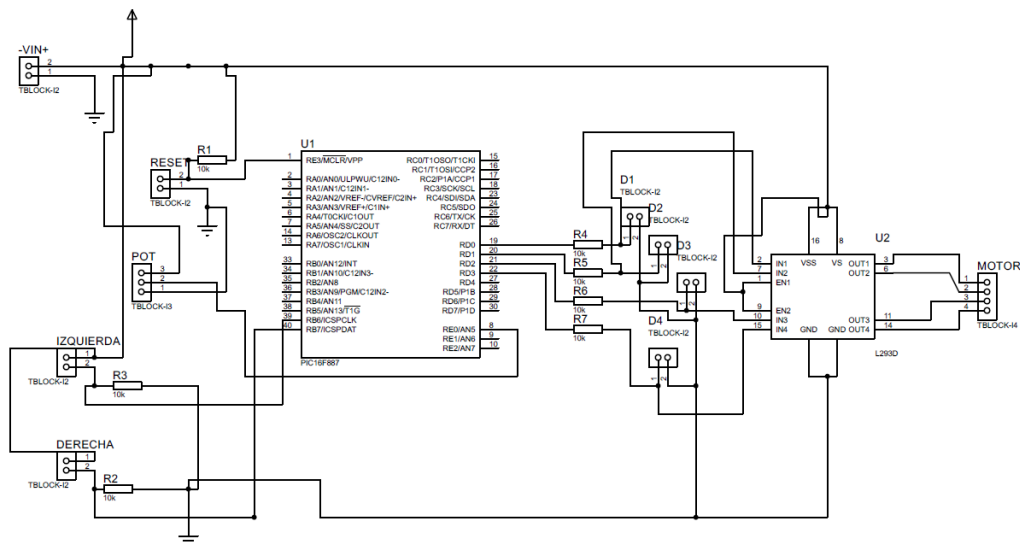 -VIN+
2
1
TBLOCK-I2
RESET
2
1
TBLOCK-I2
R1
10k
POT
3
2
1
TBLOCK-I3
IZQUIERDA
1
2
TBLOCK-I2
R3
10k
DERECHA
1
2
TBLOCK-I2
R2
10k
U1
1 RE3/MCLR/VPP
2 RA0/AN0/ULPWU/C12IN0-
3 RA1/AN1/C12IN1-
4 RA2/AN2/VREF-/CVREF/C2IN+
5 RA3/AN3/VREF+/C1IN+
6 RA4/T0CKI/C1OUT
7 RA5/AN4/SS/C2OUT
14 RA6/OSC2/CLKOUT
13 RA7/OSC1/CLKIN
33 RB0/AN12/INT
34 RB1/AN10/C12IN3-
35 RB2/AN8
36 RB3/AN9/PGM/C12IN2-
37 RB4/AN11
38 RB5/AN13/T1G
39 RB6/ICSPCLK
40 RB7/ICSPDAT
RC0/T1OSO/T1CKI 15
RC1/T1OSI/CCP2 16
RC2/P1A/CCP1 17
RC3/SCK/SCL 18
RC4/SDI/SDA 23
RC5/SDO 24
RC6/TX/CK 25
RC7/RX/DT 26
RD0 19
RD1 20
RD2 21
RD3 22
RD4 27
RD5/P1B 28
RD6/P1C 29
RD7/P1D 30
RE0/AN5 8
RE1/AN6 9
RE2/AN7 10
PIC16F887
R4
10k
R5
10k
R6
10k
R7
10k
D1
TBLOCK-I2
1
2
D2
TBLOCK-I2
1
2
D3
TBLOCK-I2
1
2
D4
TBLOCK-I2
1
2
U2
16
8
VSS
VS
2 IN1
7 IN2
1 EN1
9 EN2
10 IN3
15 IN4
OUT1 3
OUT2 6
OUT3 11
OUT4 14
GND
GND
L293D
MOTOR
1
2
3
4
TBLOCK-I4